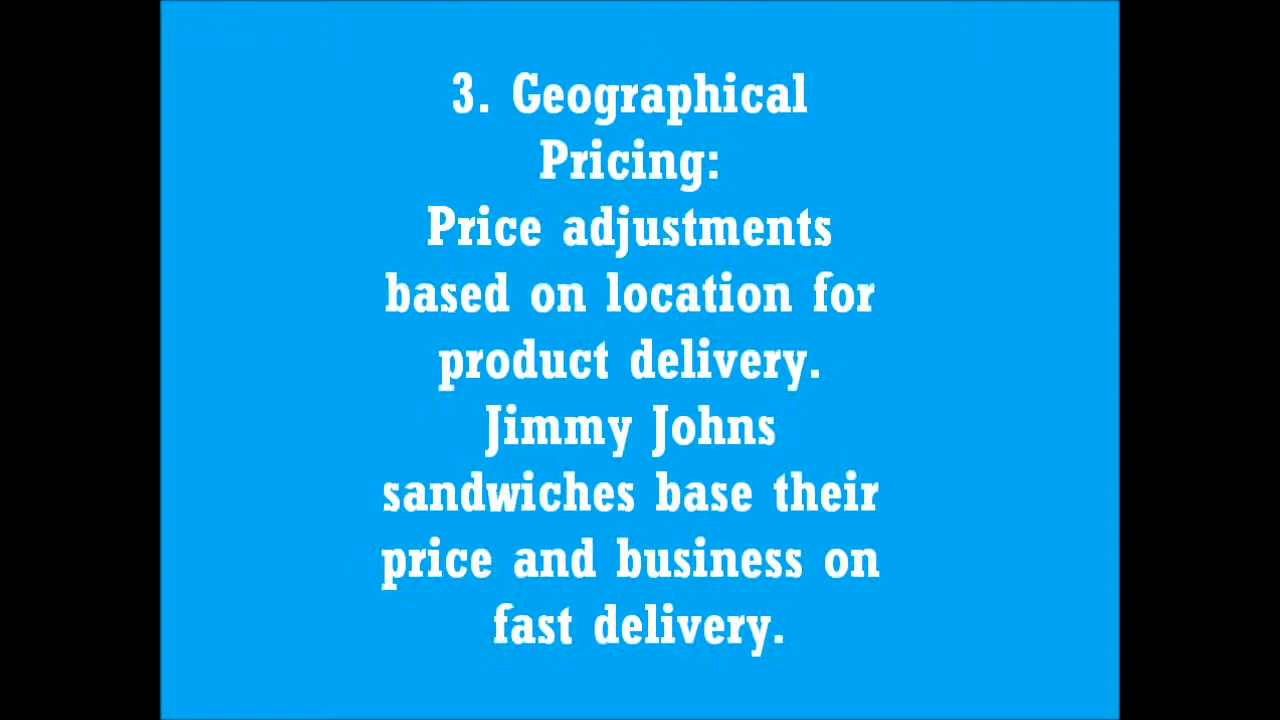 3. Geographical
Pricing:
Price adjustments
based on location for
product delivery.
Jimmy Johns
sandwiches base their
price and business on
fast delivery.